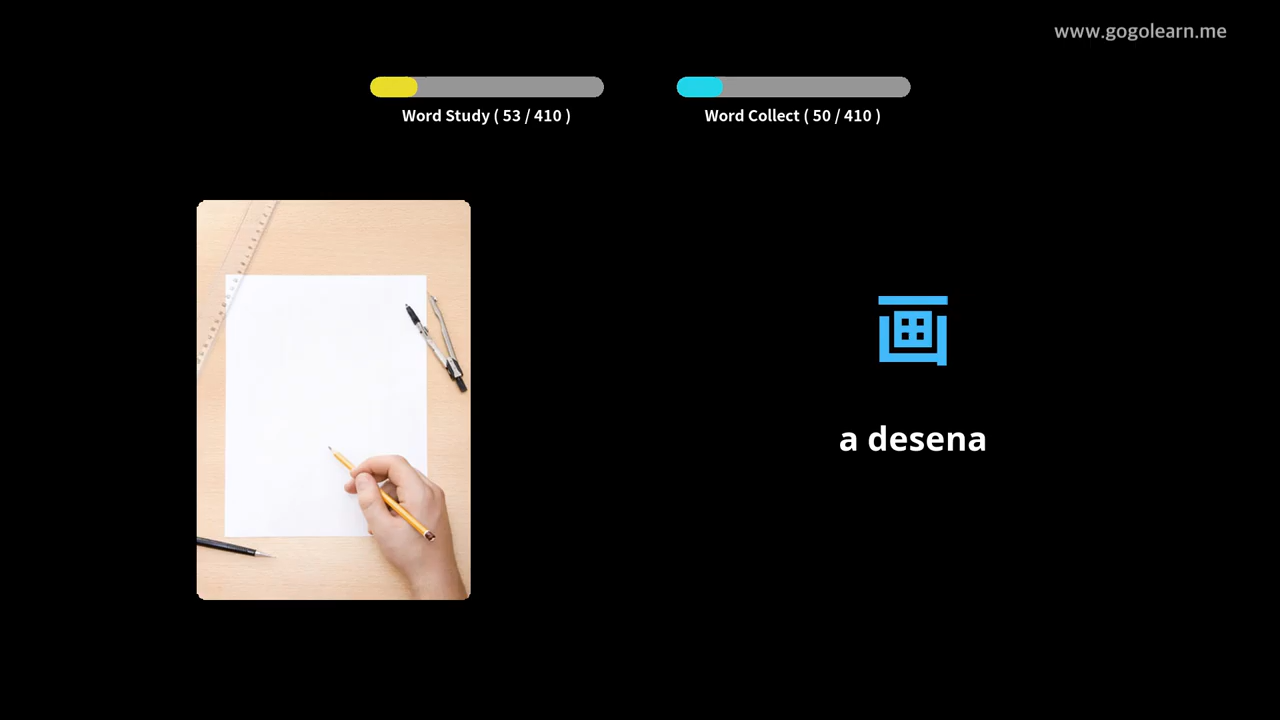 www.gogolearn.me
Word Study ( 53 / 410 )
Word Collect ( 50 / 410 )
画
a desena